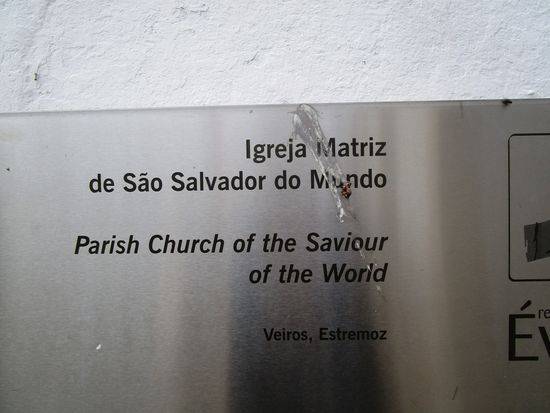 Igreja Matriz
de São Salvador do Mundo
Parish Church of the Saviour
of the World
Veiros, Estremoz